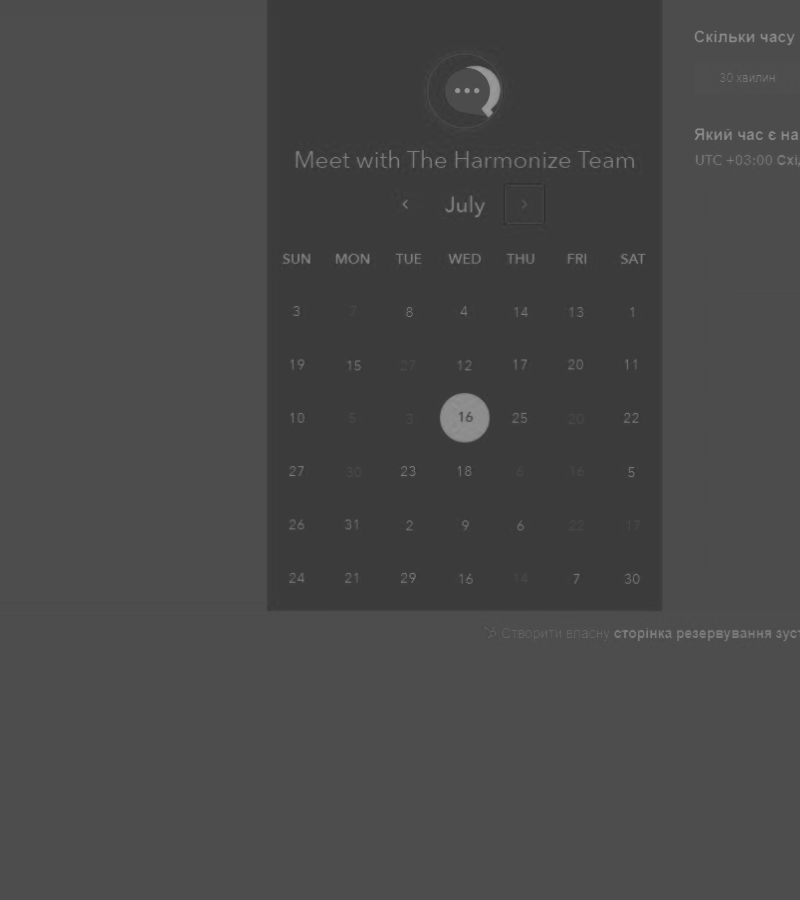 Скільки часу
30 хвилин
Який час є на
UTC +03:00 Схі
Meet with The Harmonize Team
July
SUN MON TUE WED THU FRI SAT
3 7 8 4 14 13 1
19 15 27 12 17 20 11
10 5 3 16 25 20 22
27 30 23 18 6 5
26 31 2 9 6 22 17
24 21 29 16 14 7 30
Створити власну сторінка резервування зуст